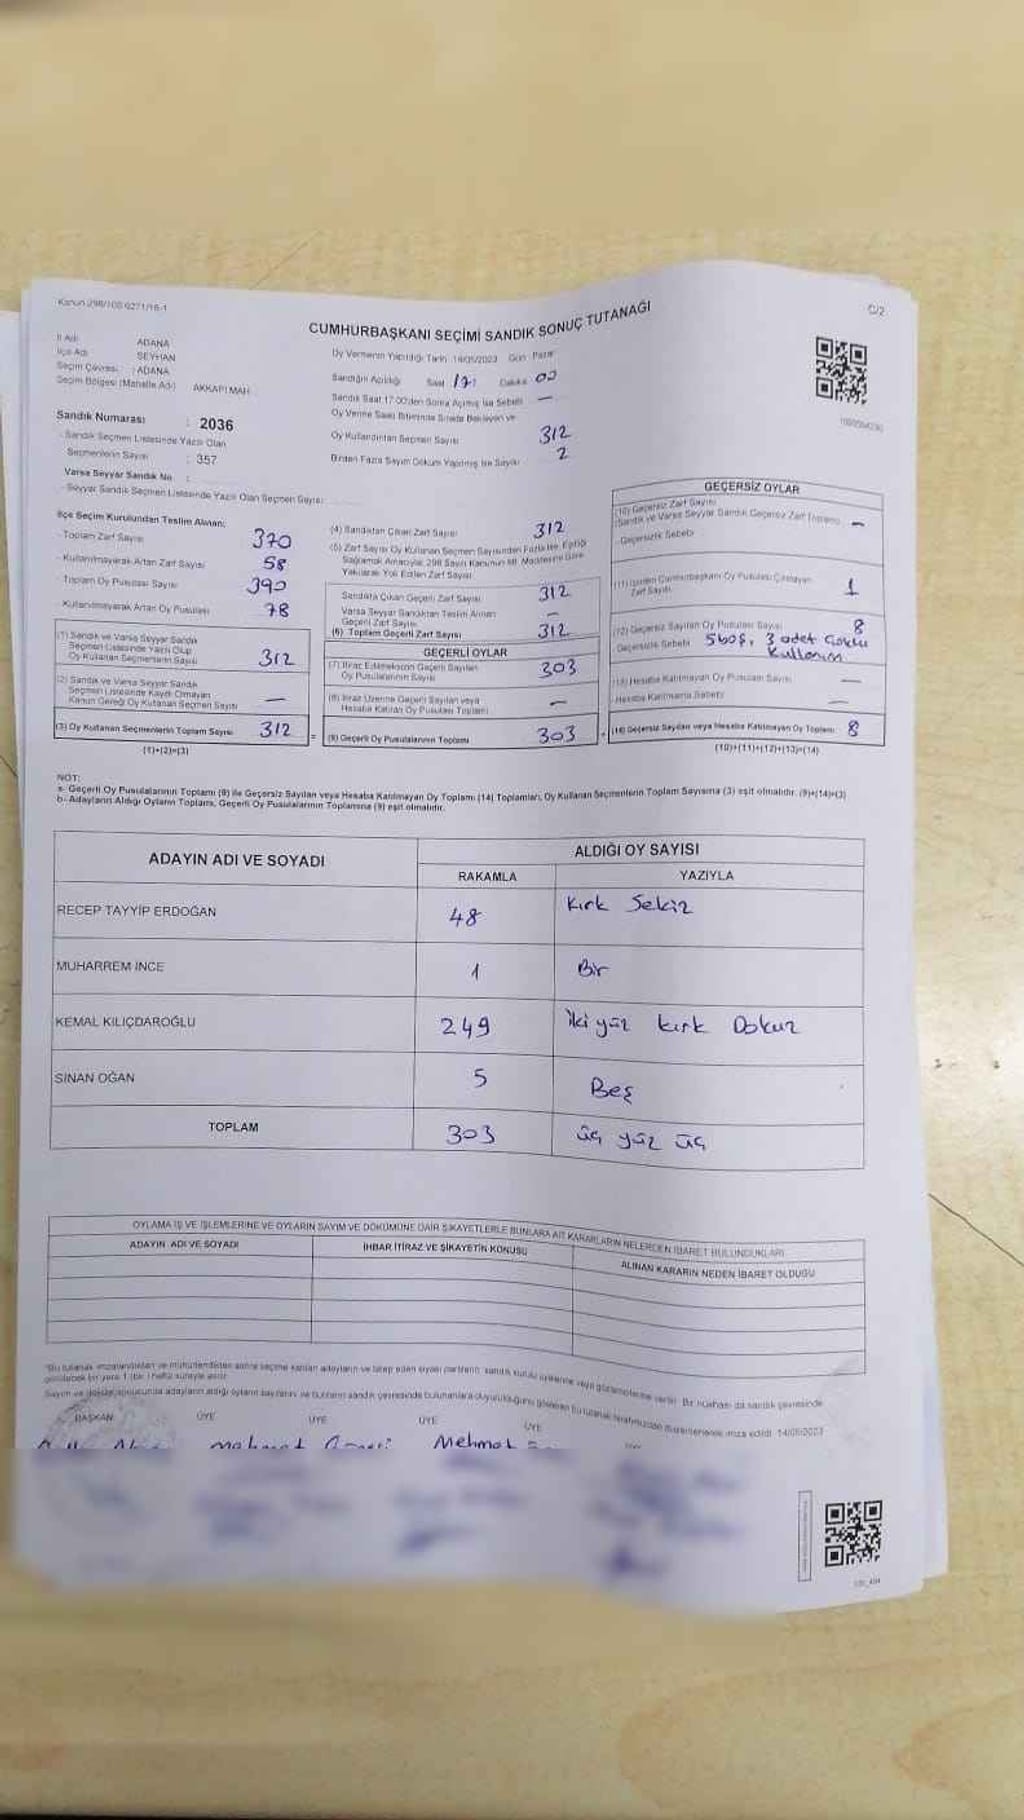 Kanun 298/100
C/2
CUMHURBAŞKANI SEÇİMİ SANDIK SONUÇ TUTANAĞI
İl Adı ADANA
İlçe Adı SEYHAN
Seçim Çevresi : ADANA
Seçim Bölgesi (Mahalle Adı) AKKAPI MAH.
Oy Vermenin Yapıldığı Tarih 14/05/2023 Gün Pazar
Sandığın Açıldığı Saat 17: Dakika 00
Sandık Saat 17.00'den Sonra Açılmış İse Sebebi —
Oy Verme Saati Bitiminde Sırada Bekleyen ve
Oy Kullandırılan Seçmen Sayısı 312
Birden Fazla Sayım Döküm Yapılmış İse Sayısı 2
Sandık Numarası : 2036
Sandık Seçmen Listesinde Yazılı Olan
Seçmenlerin Sayısı : 357
Varsa Seyyar Sandık No :
- Seyyar Sandık Seçmen Listesinde Yazılı Olan Seçmen Sayısı:
İlçe Seçim Kurulundan Teslim Alınan;
- Toplam Zarf Sayısı 370
- Kullanılmayarak Artan Zarf Sayısı 58
- Toplam Oy Pusulası Sayısı 390
- Kullanılmayarak Artan Oy Pusulası 78
(1) Sandık ve Varsa Seyyar Sandık
Seçmen Listesinde Yazılı Olup
Oy Kullanan Seçmenlerin Sayısı 312
(2) Sandık ve Varsa Seyyar Sandık
Seçmen Listesinde Kaydı Olmayan
Kanun Gereği Oy Kullanan Seçmen Sayısı —
(3) Oy Kullanan Seçmenlerin Toplam Sayısı 312
(1)+(2)=(3)
(4) Sandıktan Çıkan Zarf Sayısı 312
(5) Zarf Sayısı Oy Kullanan Seçmen Sayısından Fazla İse Eşitliği
Sağlamak Amacıyla 298 Sayılı Kanunun 98. Maddesine Göre
Yakılarak Yok Edilen Zarf Sayısı
Sandıkta Çıkan Geçerli Zarf Sayısı 312
Varsa Seyyar Sandıktan Teslim Alınan
Geçerli Zarf Sayısı —
(6) Toplam Geçerli Zarf Sayısı 312
GEÇERLİ OYLAR
(7) İtiraz Edilmeksizin Geçerli Sayılan
Oy Pusulalarının Sayısı 303
(8) İtiraz Üzerine Geçerli Sayılan veya
Hesaba Katılan Oy Pusulası Toplamı —
(9) Geçerli Oy Pusulalarının Toplamı 303
GEÇERSİZ OYLAR
(10) Geçersiz Zarf Sayısı
(Sandık ve Varsa Seyyar Sandık Geçersiz Zarf Toplamı) —
- Geçersizlik Sebebi
(11) İçinden Cumhurbaşkanı Oy Pusulası Çıkmayan
Zarf Sayısı 1
(12) Geçersiz Sayılan Oy Pusulası Sayısı 8
Geçersizlik Sebebi 5 boş, 3 adet Çoklu
Kullanım
(13) Hesaba Katılmayan Oy Pusulası Sayısı —
- Hesaba Katılmama Sebebi —
(14) Geçersiz Sayılan veya Hesaba Katılmayan Oy Toplamı 8
(10)+(11)+(12)+(13)=(14)
NOT:
a- Geçerli Oy Pusulalarının Toplamı (9) ile Geçersiz Sayılan veya Hesaba Katılmayan Oy Toplamı (14) Toplamları, Oy Kullanan Seçmenlerin Toplam Sayısına (3) eşit olmalıdır. (9)+(14)=(3)
b- Adayların Aldığı Oyların Toplamı, Geçerli Oy Pusulalarının Toplamına (9) eşit olmalıdır.
ADAYIN ADI VE SOYADI
ALDIĞI OY SAYISI
RAKAMLA YAZIYLA
RECEP TAYYİP ERDOĞAN 48 Kırk Sekiz
MUHARREM İNCE 1 Bir
KEMAL KILIÇDAROĞLU 249 İki yüz kırk Dokuz
SİNAN OĞAN 5 Beş
TOPLAM 303 üç yüz üç
OYLAMA İŞ VE İŞLEMLERİNE VE OYLARIN SAYIM VE DÖKÜMÜNE DAİR ŞİKAYETLERLE BUNLARA AİT KARARLARIN NELERDEN İBARET BULUNDUKLARI
ADAYIN ADI VE SOYADI
İHBAR İTİRAZ VE ŞİKAYETİN KONUSU
ALINAN KARARIN NEDEN İBARET OLDUĞU
BAŞKAN ÜYE ÜYE ÜYE ÜYE
Mehmet